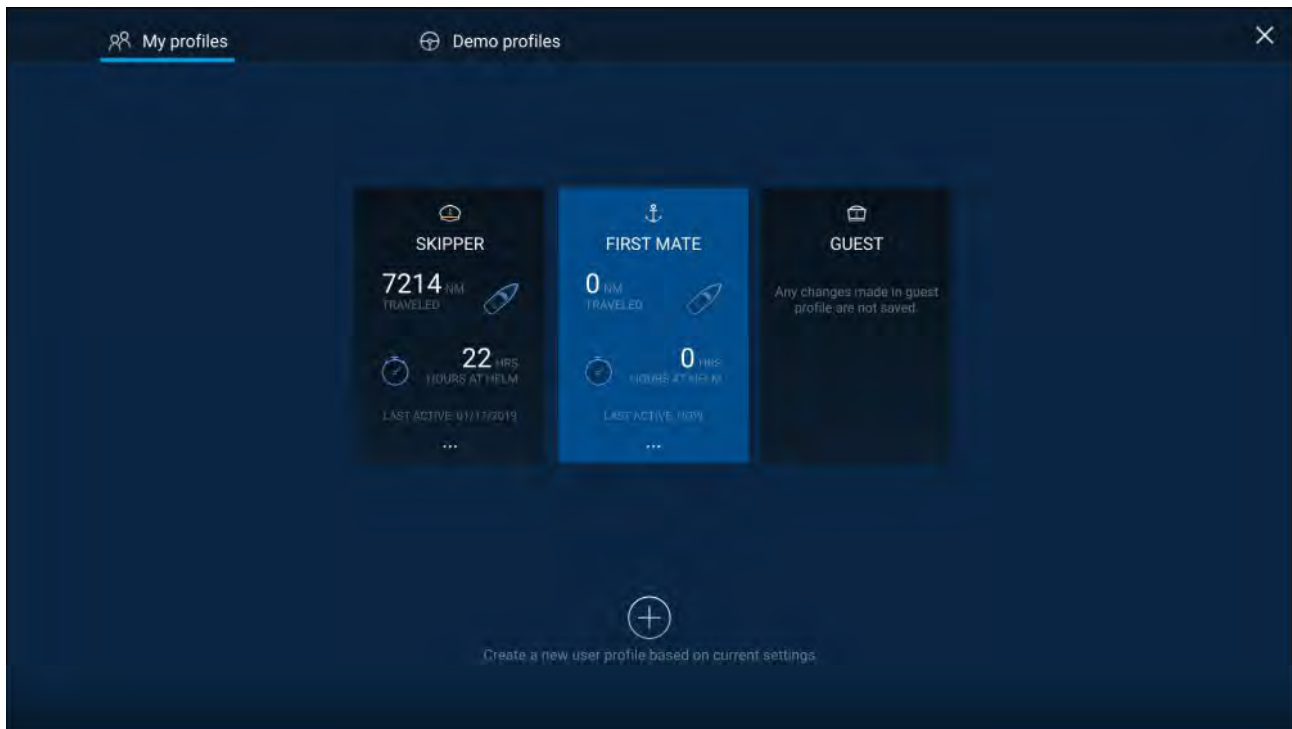 My profiles
Demo profiles
SKIPPER
7214 NM
TRAVELED
22 HRS
HOURS AT HELM
LAST ACTIVE: 01/17/2019
...
FIRST MATE
0 NM
TRAVELED
0 HRS
HOURS AT HELM
LAST ACTIVE: NOW
...
GUEST
Any changes made in guest
profile are not saved.
Create a new user profile based on current settings